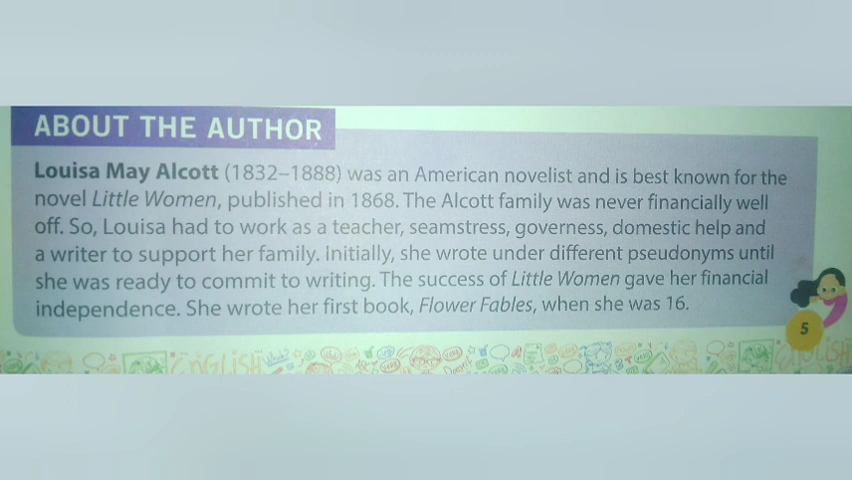 ABOUT THE AUTHOR
Louisa May Alcott (1832–1888) was an American novelist and is best known for the
novel Little Women, published in 1868. The Alcott family was never financially well
off. So, Louisa had to work as a teacher, seamstress, governess, domestic help and
a writer to support her family. Initially, she wrote under different pseudonyms until
she was ready to commit to writing. The success of Little Women gave her financial
independence. She wrote her first book, Flower Fables, when she was 16.
5
ENGLISH